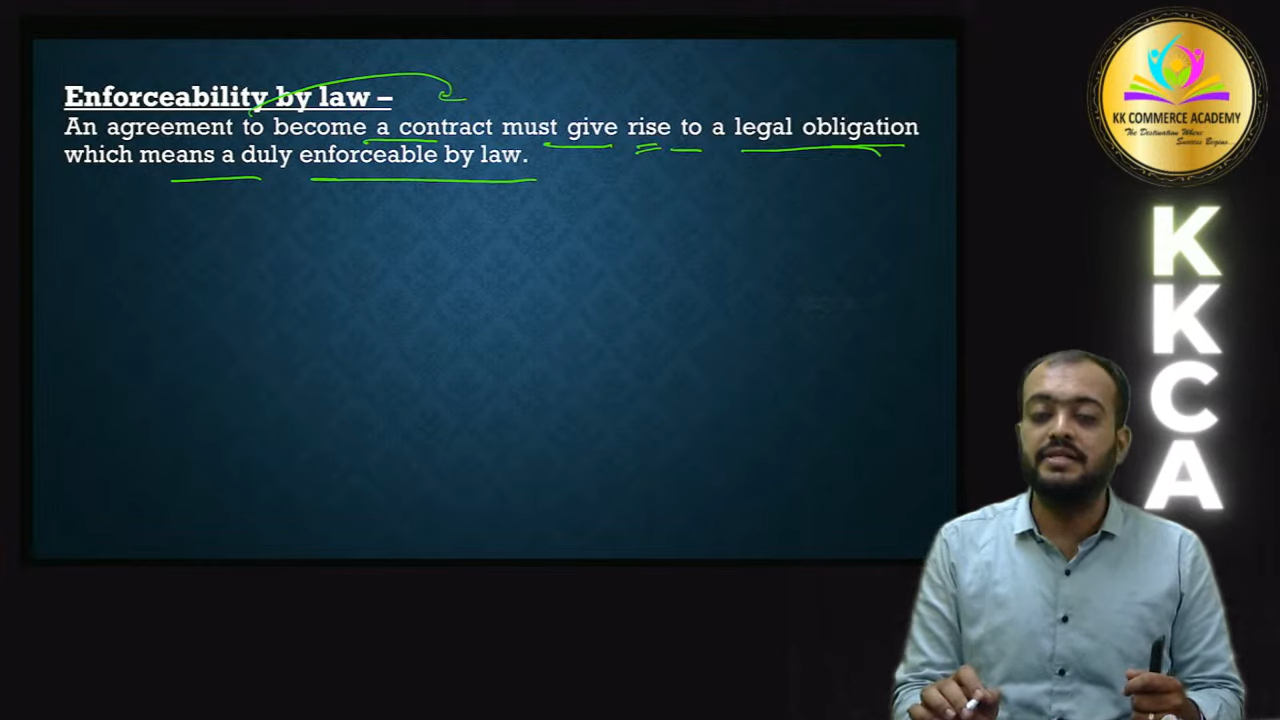 Enforceability by law –
An agreement to become a contract must give rise to a legal obligation
which means a duly enforceable by law.
KK COMMERCE ACADEMY
The Destination Where
Success Begins..
KKCA